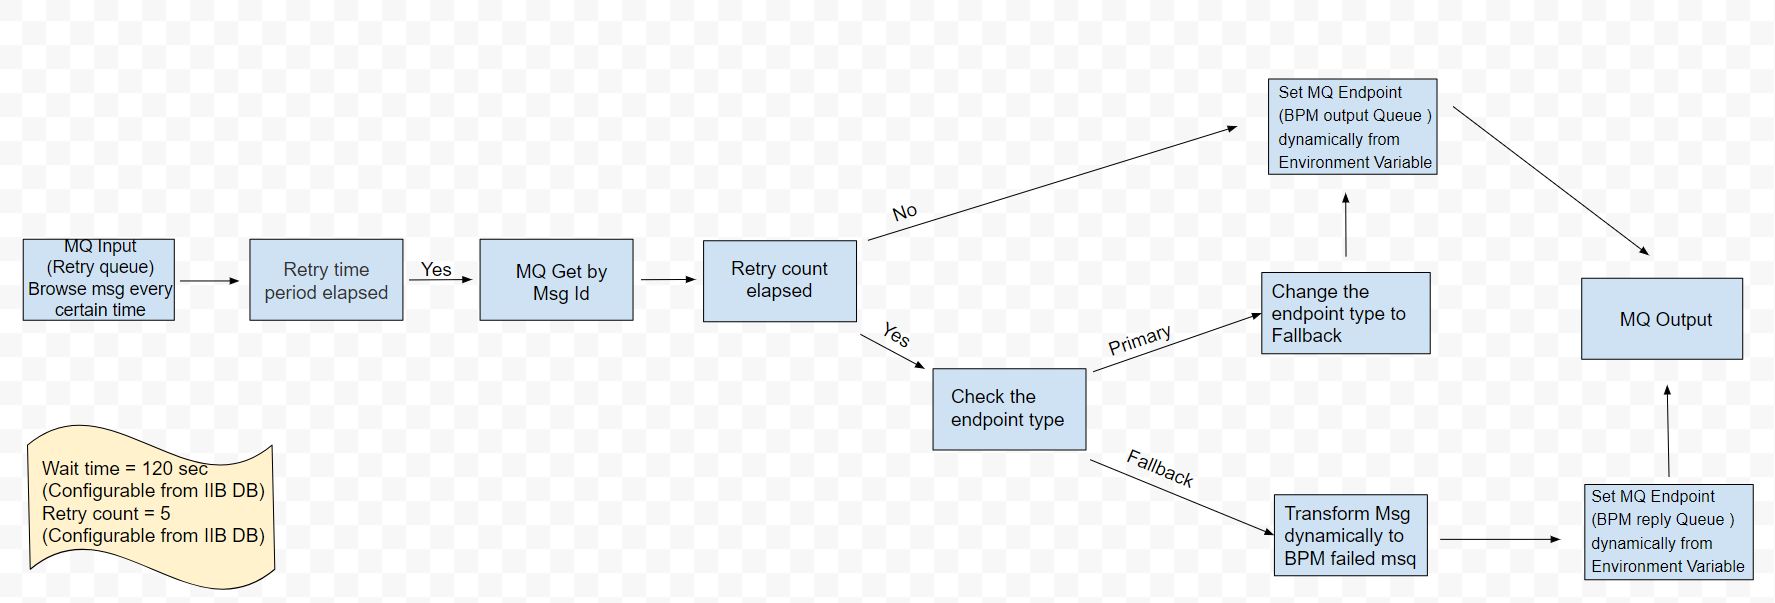 Set MQ Endpoint
(BPM output Queue )
dynamically from
Environment Variable
No
MQ Input
(Retry queue)
Browse msg every
certain time
Retry time
period elapsed
Yes
MQ Get by
Msg Id
Retry count
elapsed
Yes
Primary
Change the
endpoint type to
Fallback
MQ Output
Check the
endpoint type
Fallback
Wait time = 120 sec
(Configurable from IIB DB)
Retry count = 5
(Configurable from IIB DB)
Transform Msg
dynamically to
BPM failed msq
Set MQ Endpoint
(BPM reply Queue )
dynamically from
Environment Variable